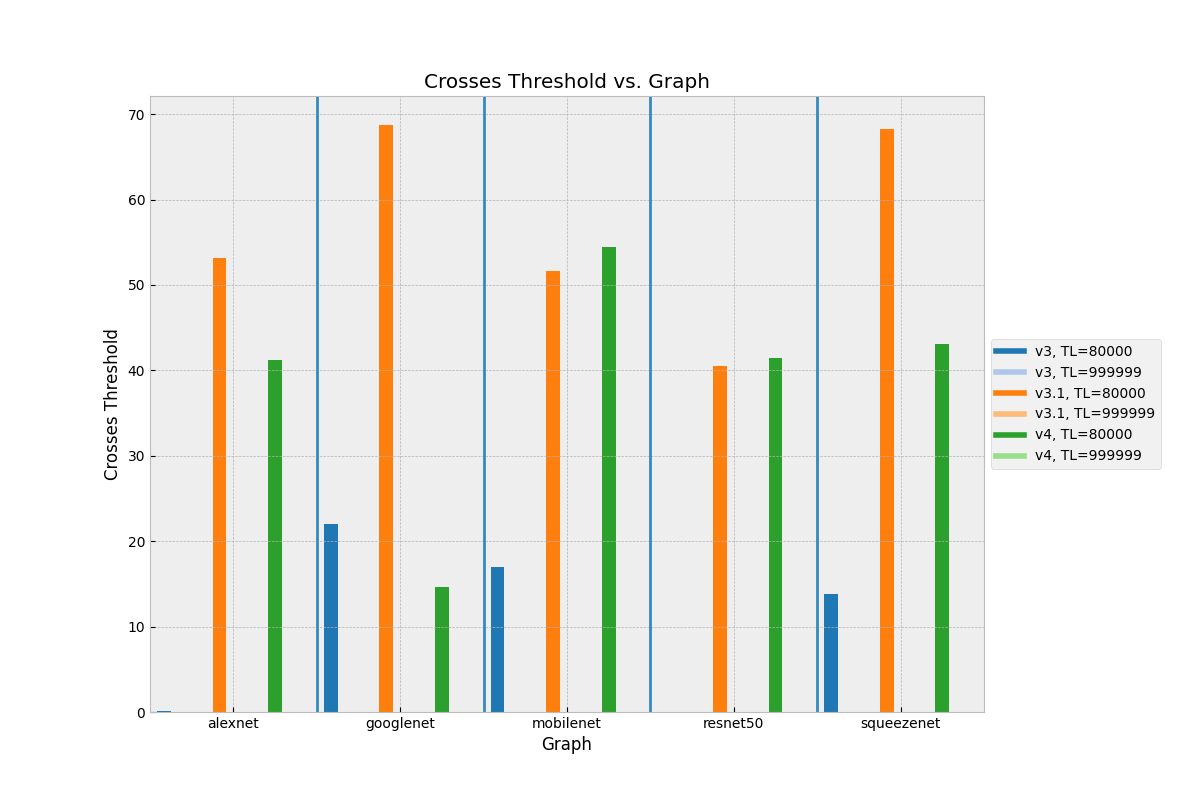 Crosses Threshold vs. Graph
70
60
50
40
30
20
10
0
Crosses Threshold
alexnet
googlenet
mobilenet
resnet50
squeezenet
Graph
v3, TL=80000
v3, TL=999999
v3.1, TL=80000
v3.1, TL=999999
v4, TL=80000
v4, TL=999999